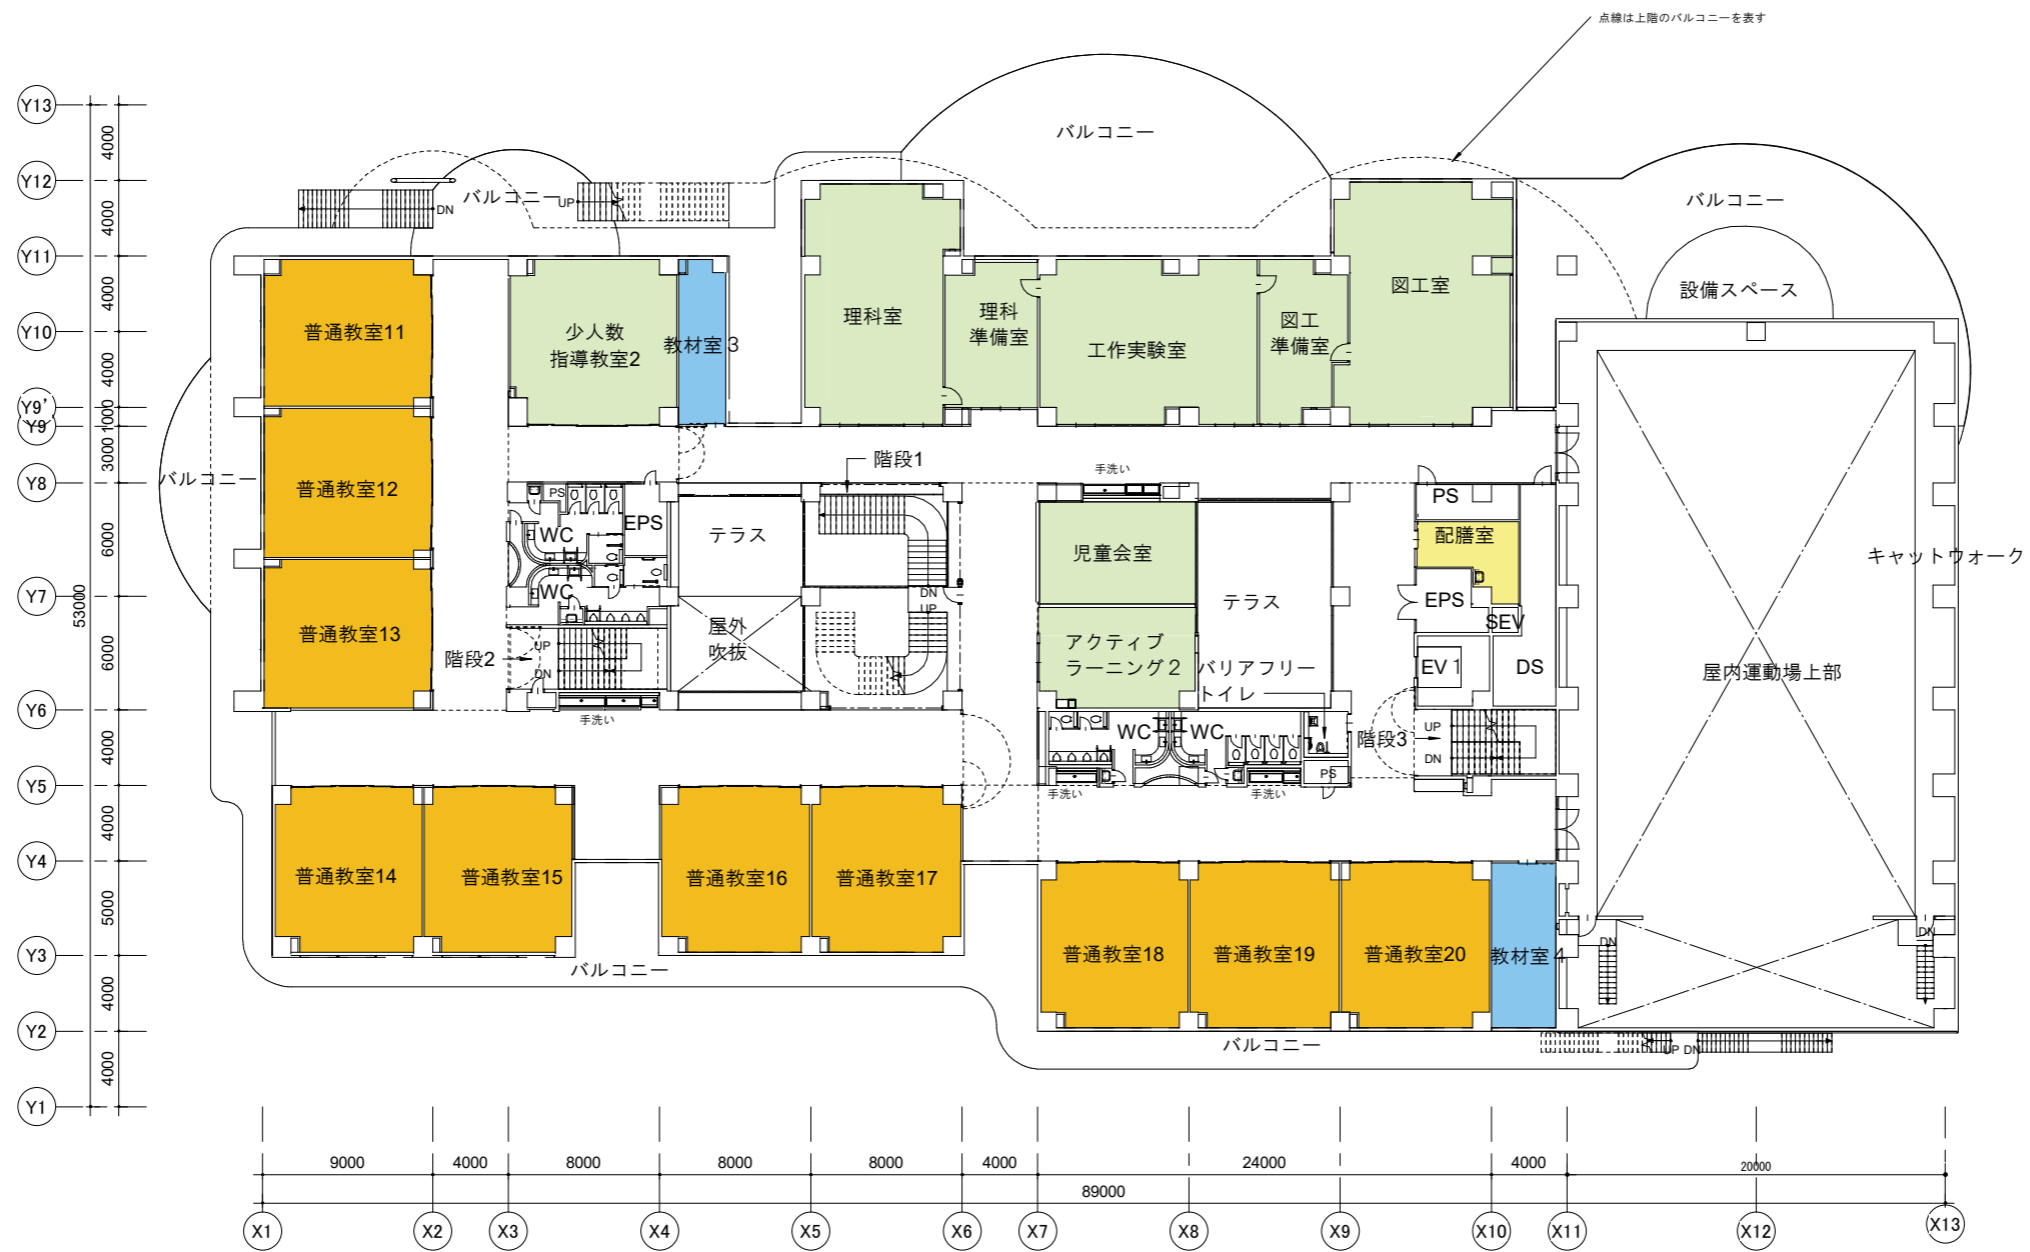 点線は上階のバルコニーを表す
Y13
4000
バルコニー
Y12
バルコニー
UP
DN
バルコニー
4000
Y11
4000
設備スペース
図工室
普通教室11
少人数
指導教室2
教材室 3
理科室
理科
準備室
工作実験室
図工
準備室
Y10
4000
Y9'
1000
Y9
3000
階段1
手洗い
Y8
バルコニー
普通教室12
PS
WC
EPS
テラス
PS
配膳室
キャットウォーク
6000
児童会室
WC
DN
UP
テラス
EPS
SEV
Y7
53000
普通教室13
屋外
吹抜
アクティブ
ラーニング2
バリアフリー
トイレ
EV 1
DS
屋内運動場上部
6000
階段2
UP
DN
Y6
手洗い
WC
WC
階段3
UP
DN
4000
PS
Y5
手洗い
手洗い
4000
Y4
普通教室14
普通教室15
普通教室16
普通教室17
5000
DN
DN
Y3
バルコニー
普通教室18
普通教室19
普通教室20
教材室 4
4000
Y2
バルコニー
UP DN
4000
Y1
9000
4000
8000
8000
8000
4000
24000
4000
20000
89000
X1
X2
X3
X4
X5
X6
X7
X8
X9
X10
X11
X12
X13